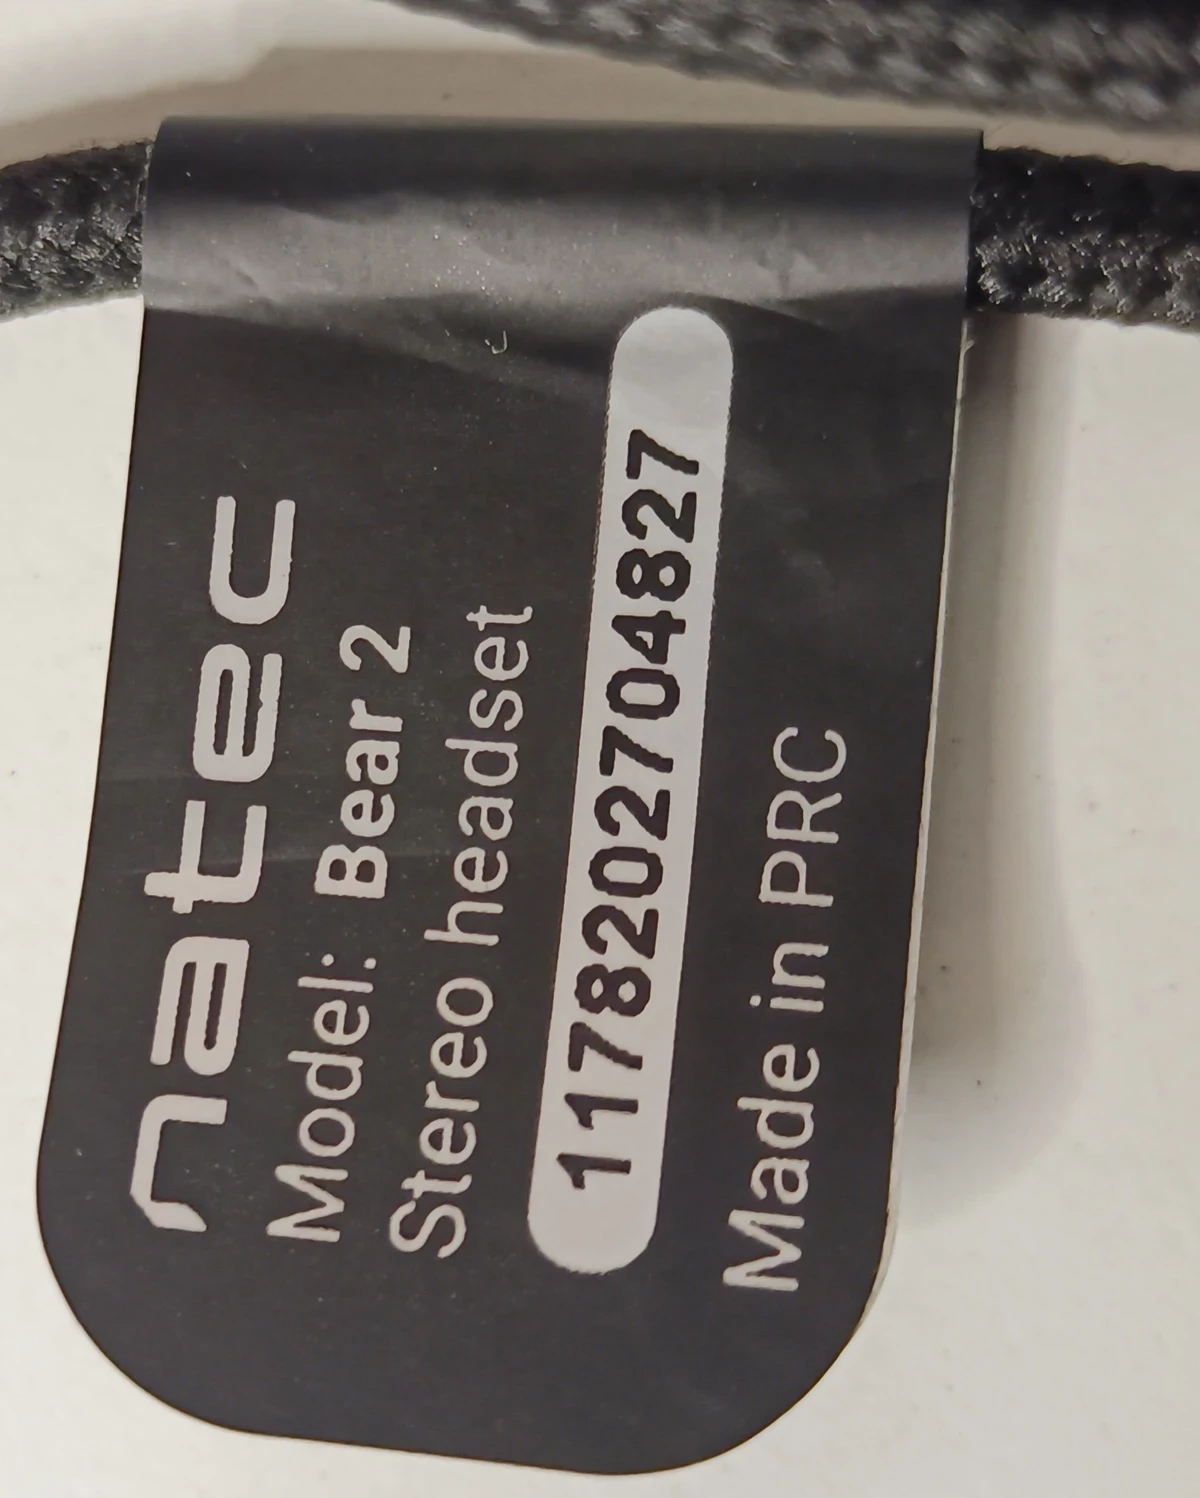 natec
Model: Bear 2
Stereo headset
1178202704827
Made in PRC